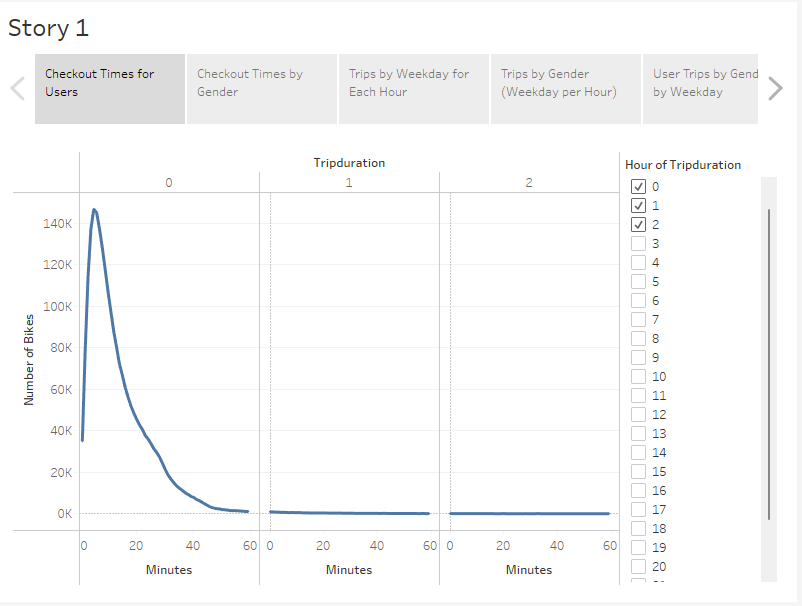 Story 1
Checkout Times for
Users
Checkout Times by
Gender
Trips by Weekday for
Each Hour
Trips by Gender
(Weekday per Hour)
User Trips by Gend
by Weekday
Tripduration
0
1
2
Number of Bikes
140K
120K
100K
80K
60K
40K
20K
0K
0 20 40 60
0 20 40 60
0 20 40 60
Minutes
Minutes
Minutes
Hour of Tripduration
0
1
2
3
4
5
6
7
8
9
10
11
12
13
14
15
16
17
18
19
20